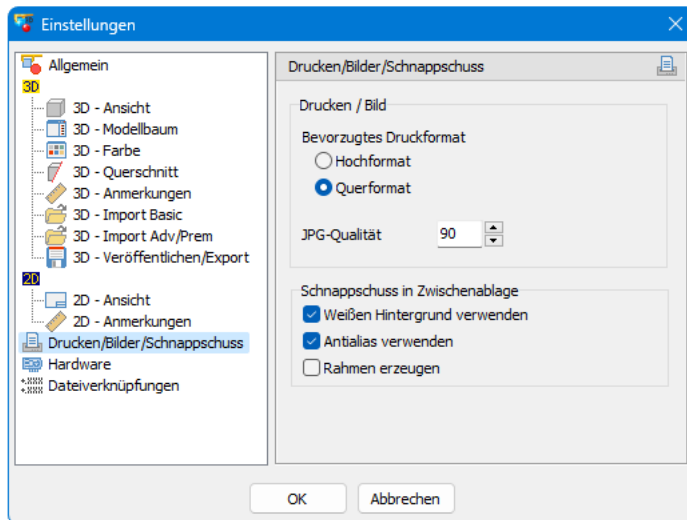 Einstellungen
Allgemein
3D
3D - Ansicht
3D - Modellbaum
3D - Farbe
3D - Querschnitt
3D - Anmerkungen
3D - Import Basic
3D - Import Adv/Prem
3D - Veröffentlichen/Export
2D
2D - Ansicht
2D - Anmerkungen
Drucken/Bilder/Schnappschuss
Hardware
Dateiverknüpfungen
Drucken/Bilder/Schnappschuss
Drucken / Bild
Bevorzugtes Druckformat
Hochformat
Querformat
JPG-Qualität 90
Schnappschuss in Zwischenablage
Weißen Hintergrund verwenden
Antialias verwenden
Rahmen erzeugen
OK Abbrechen